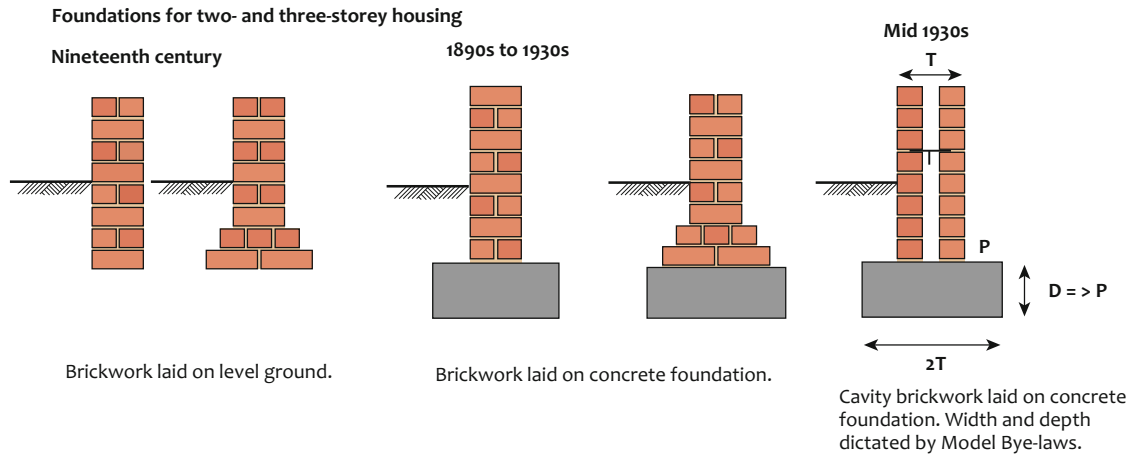 Foundations for two- and three-storey housing
Nineteenth century
1890s to 1930s
Mid 1930s
T
P
D = > P
2T
Brickwork laid on level ground.
Brickwork laid on concrete foundation.
Cavity brickwork laid on concrete
foundation. Width and depth
dictated by Model Bye-laws.